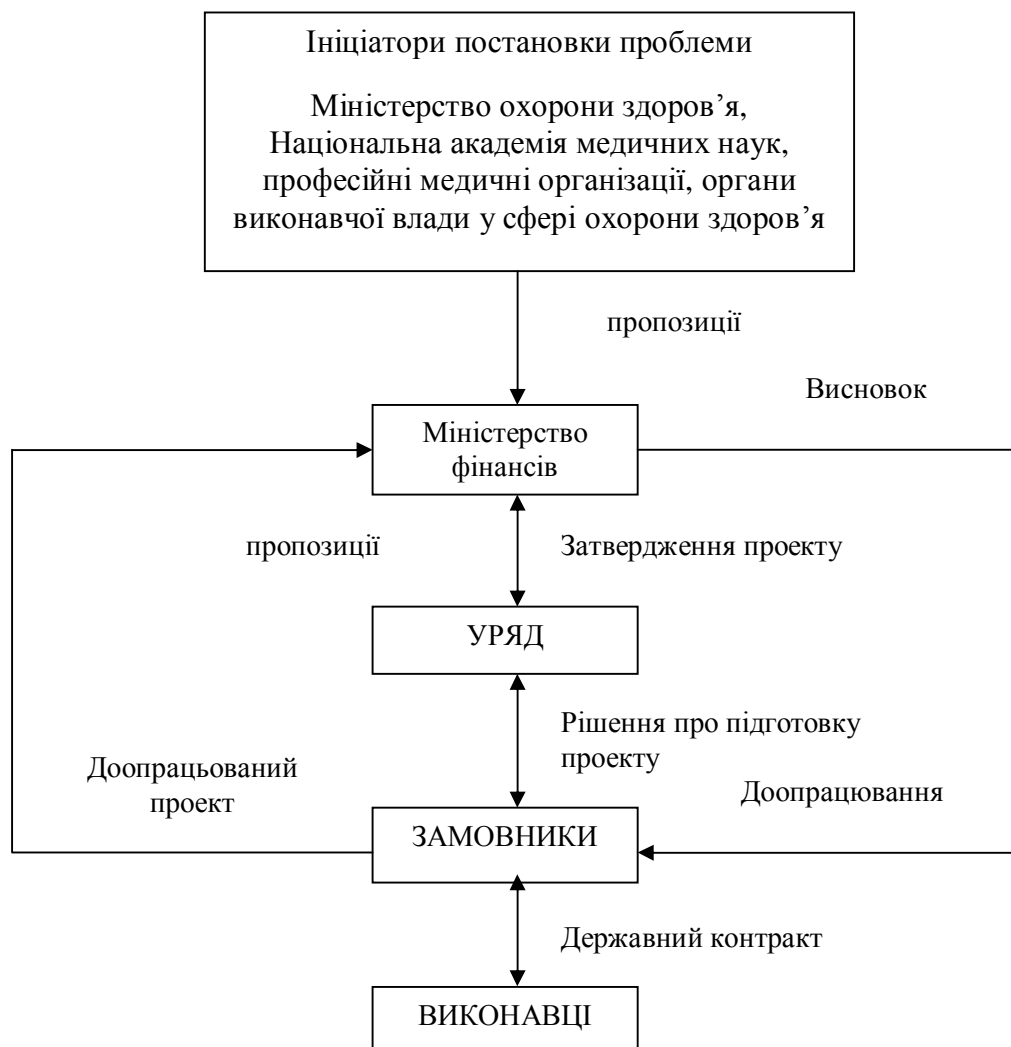 Ініціатори постановки проблеми
Міністерство охорони здоров’я,
Національна академія медичних наук,
професійні медичні організації, органи
виконавчої влади у сфері охорони здоров’я
пропозиції
Висновок
Міністерство
фінансів
пропозиції
Затвердження проекту
УРЯД
Рішення про підготовку
проекту
Доопрацьований
проект
Доопрацювання
ЗАМОВНИКИ
Державний контракт
ВИКОНАВЦІ